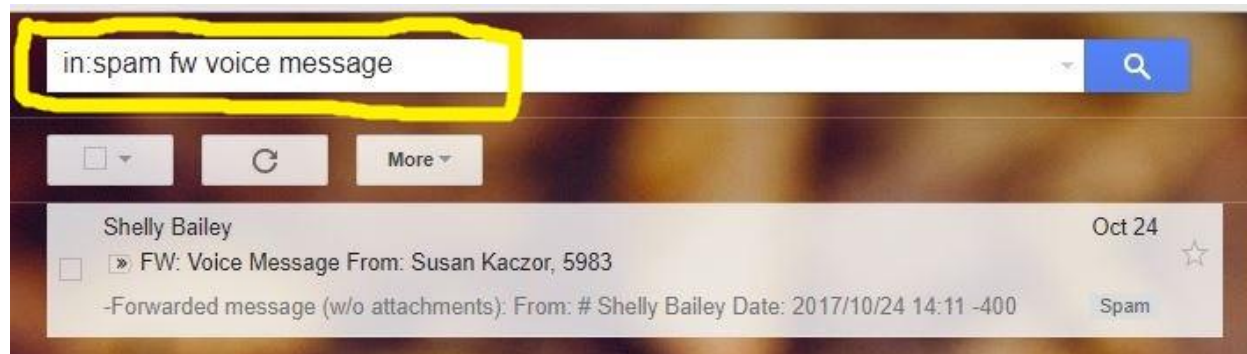 in:spam fw voice message
More
Shelly Bailey
Oct 24
FW: Voice Message From: Susan Kaczor, 5983
-Forwarded message (w/o attachments): From: # Shelly Bailey Date: 2017/10/24 14:11 -400
Spam